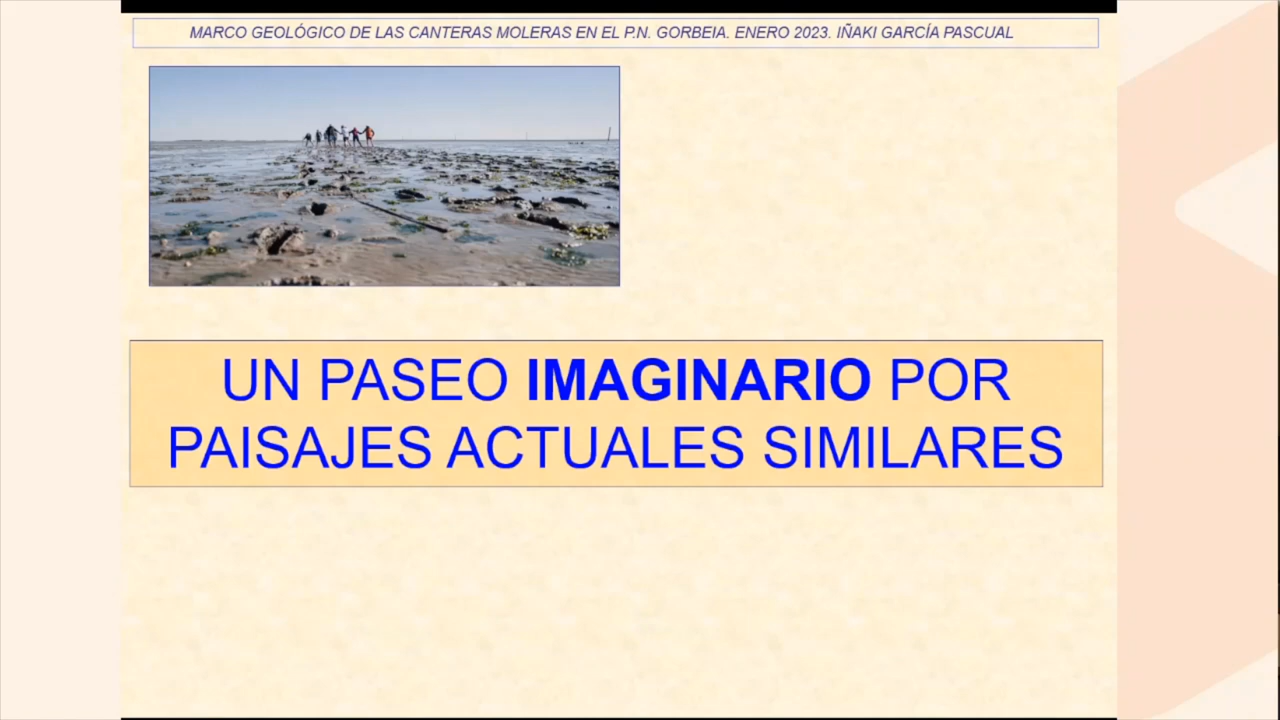 MARCO GEOLÓGICO DE LAS CANTERAS MOLERAS EN EL P.N. GORBEIA. ENERO 2023. IÑAKI GARCÍA PASCUAL
UN PASEO IMAGINARIO POR
PAISAJES ACTUALES SIMILARES